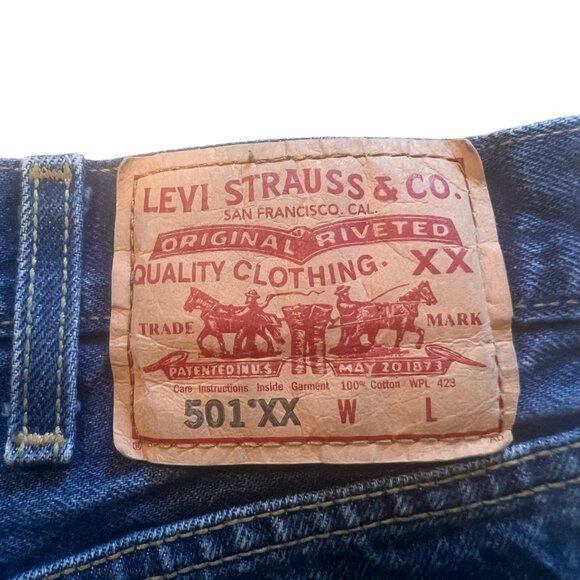 LEVI STRAUSS & CO.
SAN FRANCISCO, CAL.
ORIGINAL RIVETED
QUALITY CLOTHING. XX
TRADE MARK
PATENTED IN U.S. MAY 20 1873
Care Instructions Inside Garment 100% Cotton WPL 423
501*XX W L